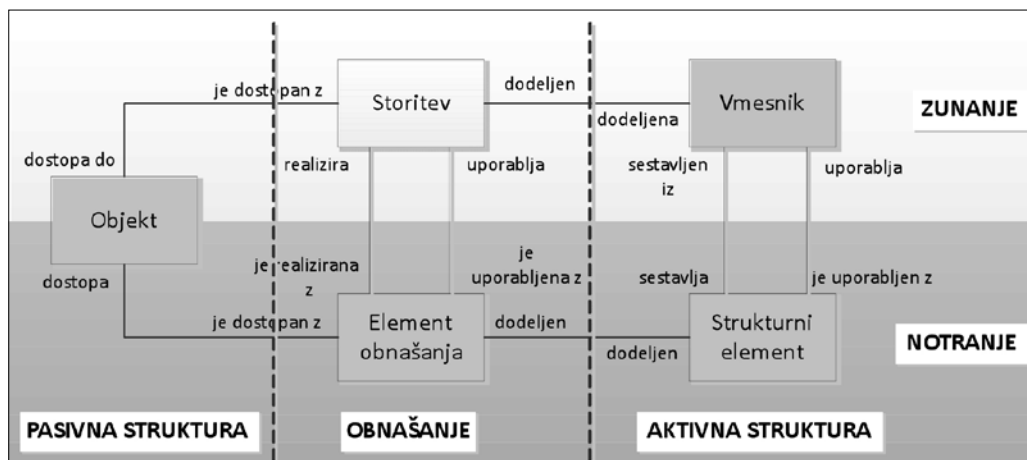 je dostopan z
Storitev
dodeljen
dodeljena
Vmesnik
ZUNANJE
dostopa do
realizira
uporablja
sestavljen
iz
uporablja
Objekt
dostopa
je realizirana
z
je
uporabljena z
sestavlja
je uporabljen z
je dostopan z
Element
obnašanja
dodeljen
dodeljen
Strukturni
element
NOTRANJE
PASIVNA STRUKTURA
OBNAŠANJE
AKTIVNA STRUKTURA